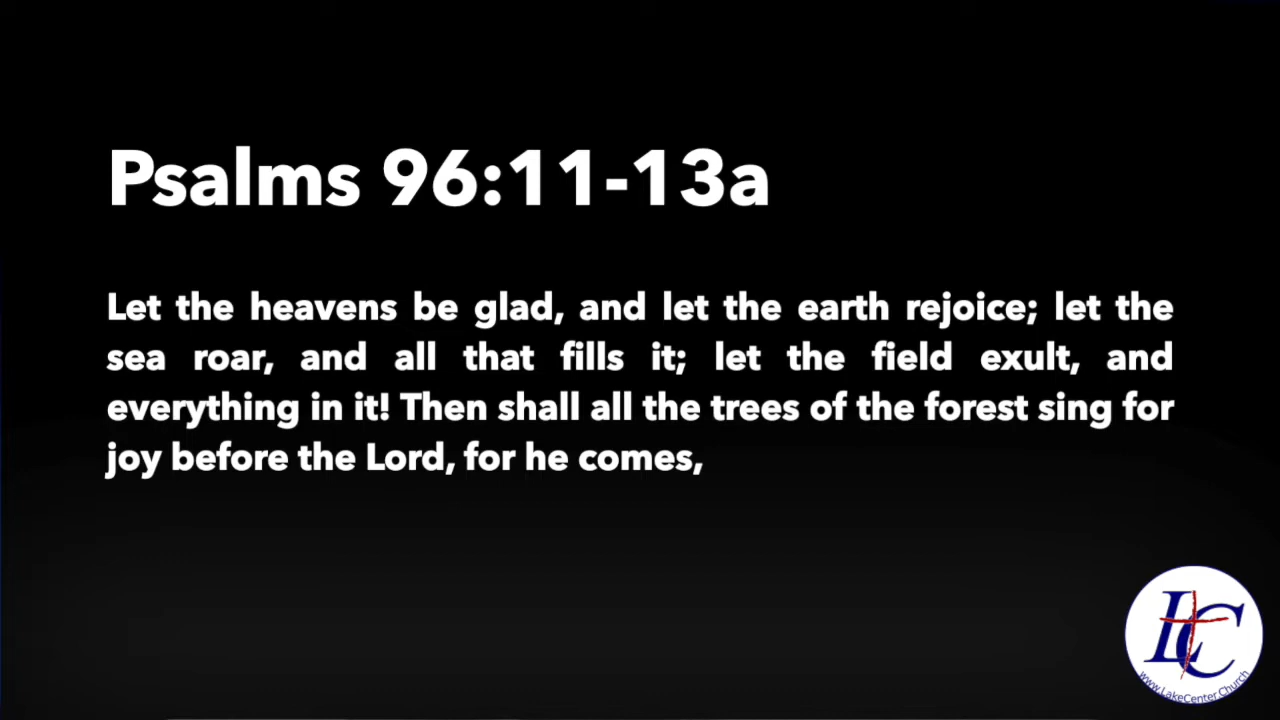 Psalms 96:11-13a
Let the heavens be glad, and let the earth rejoice; let the
sea roar, and all that fills it; let the field exult, and
everything in it! Then shall all the trees of the forest sing for
joy before the Lord, for he comes,
LC
www.LakeCenter.Church